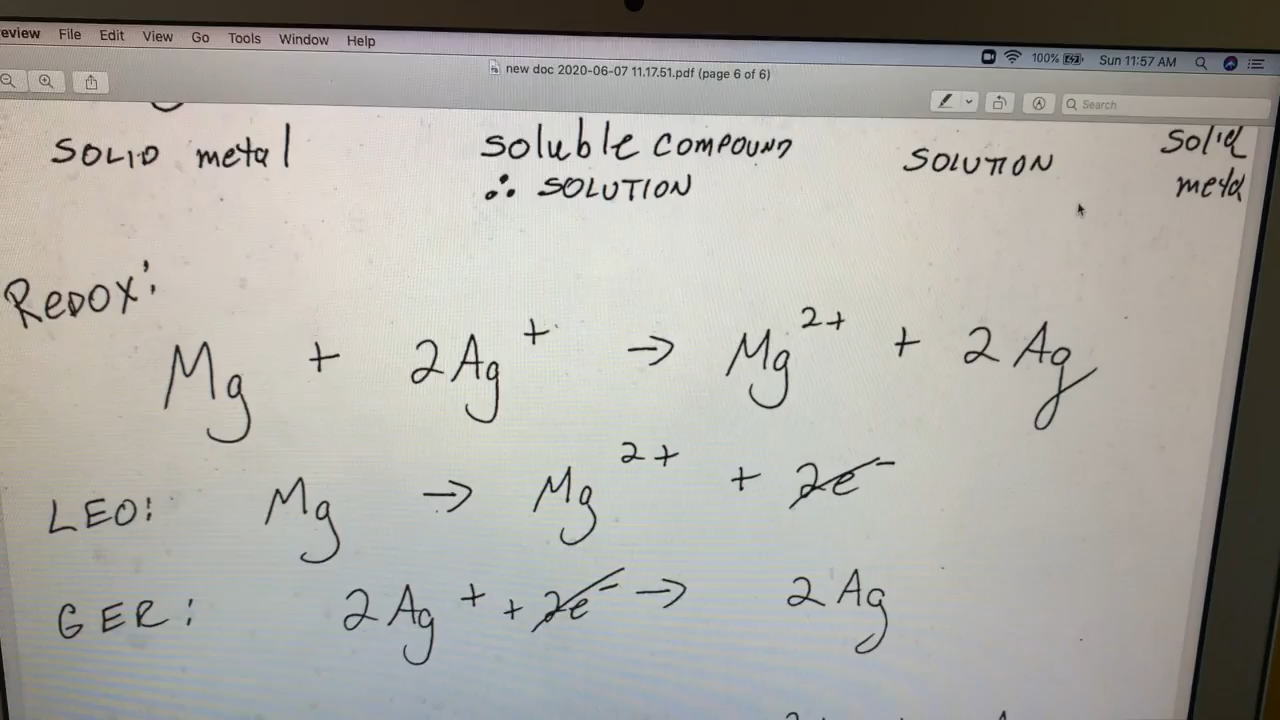 eview File Edit View Go Tools Window Help
100% Sun 11:57 AM
new doc 2020-06-07 11.17.51.pdf (page 6 of 6)
Search
SOLID metal
Soluble COMPOUND
∴ SOLUTION
SOLUTION
Solid
metal
REDOX:
Mg + 2Ag⁺ → Mg²⁺ + 2Ag
LEO: Mg → Mg²⁺ + 2e⁻
GER: 2Ag⁺ + 2e⁻ → 2Ag